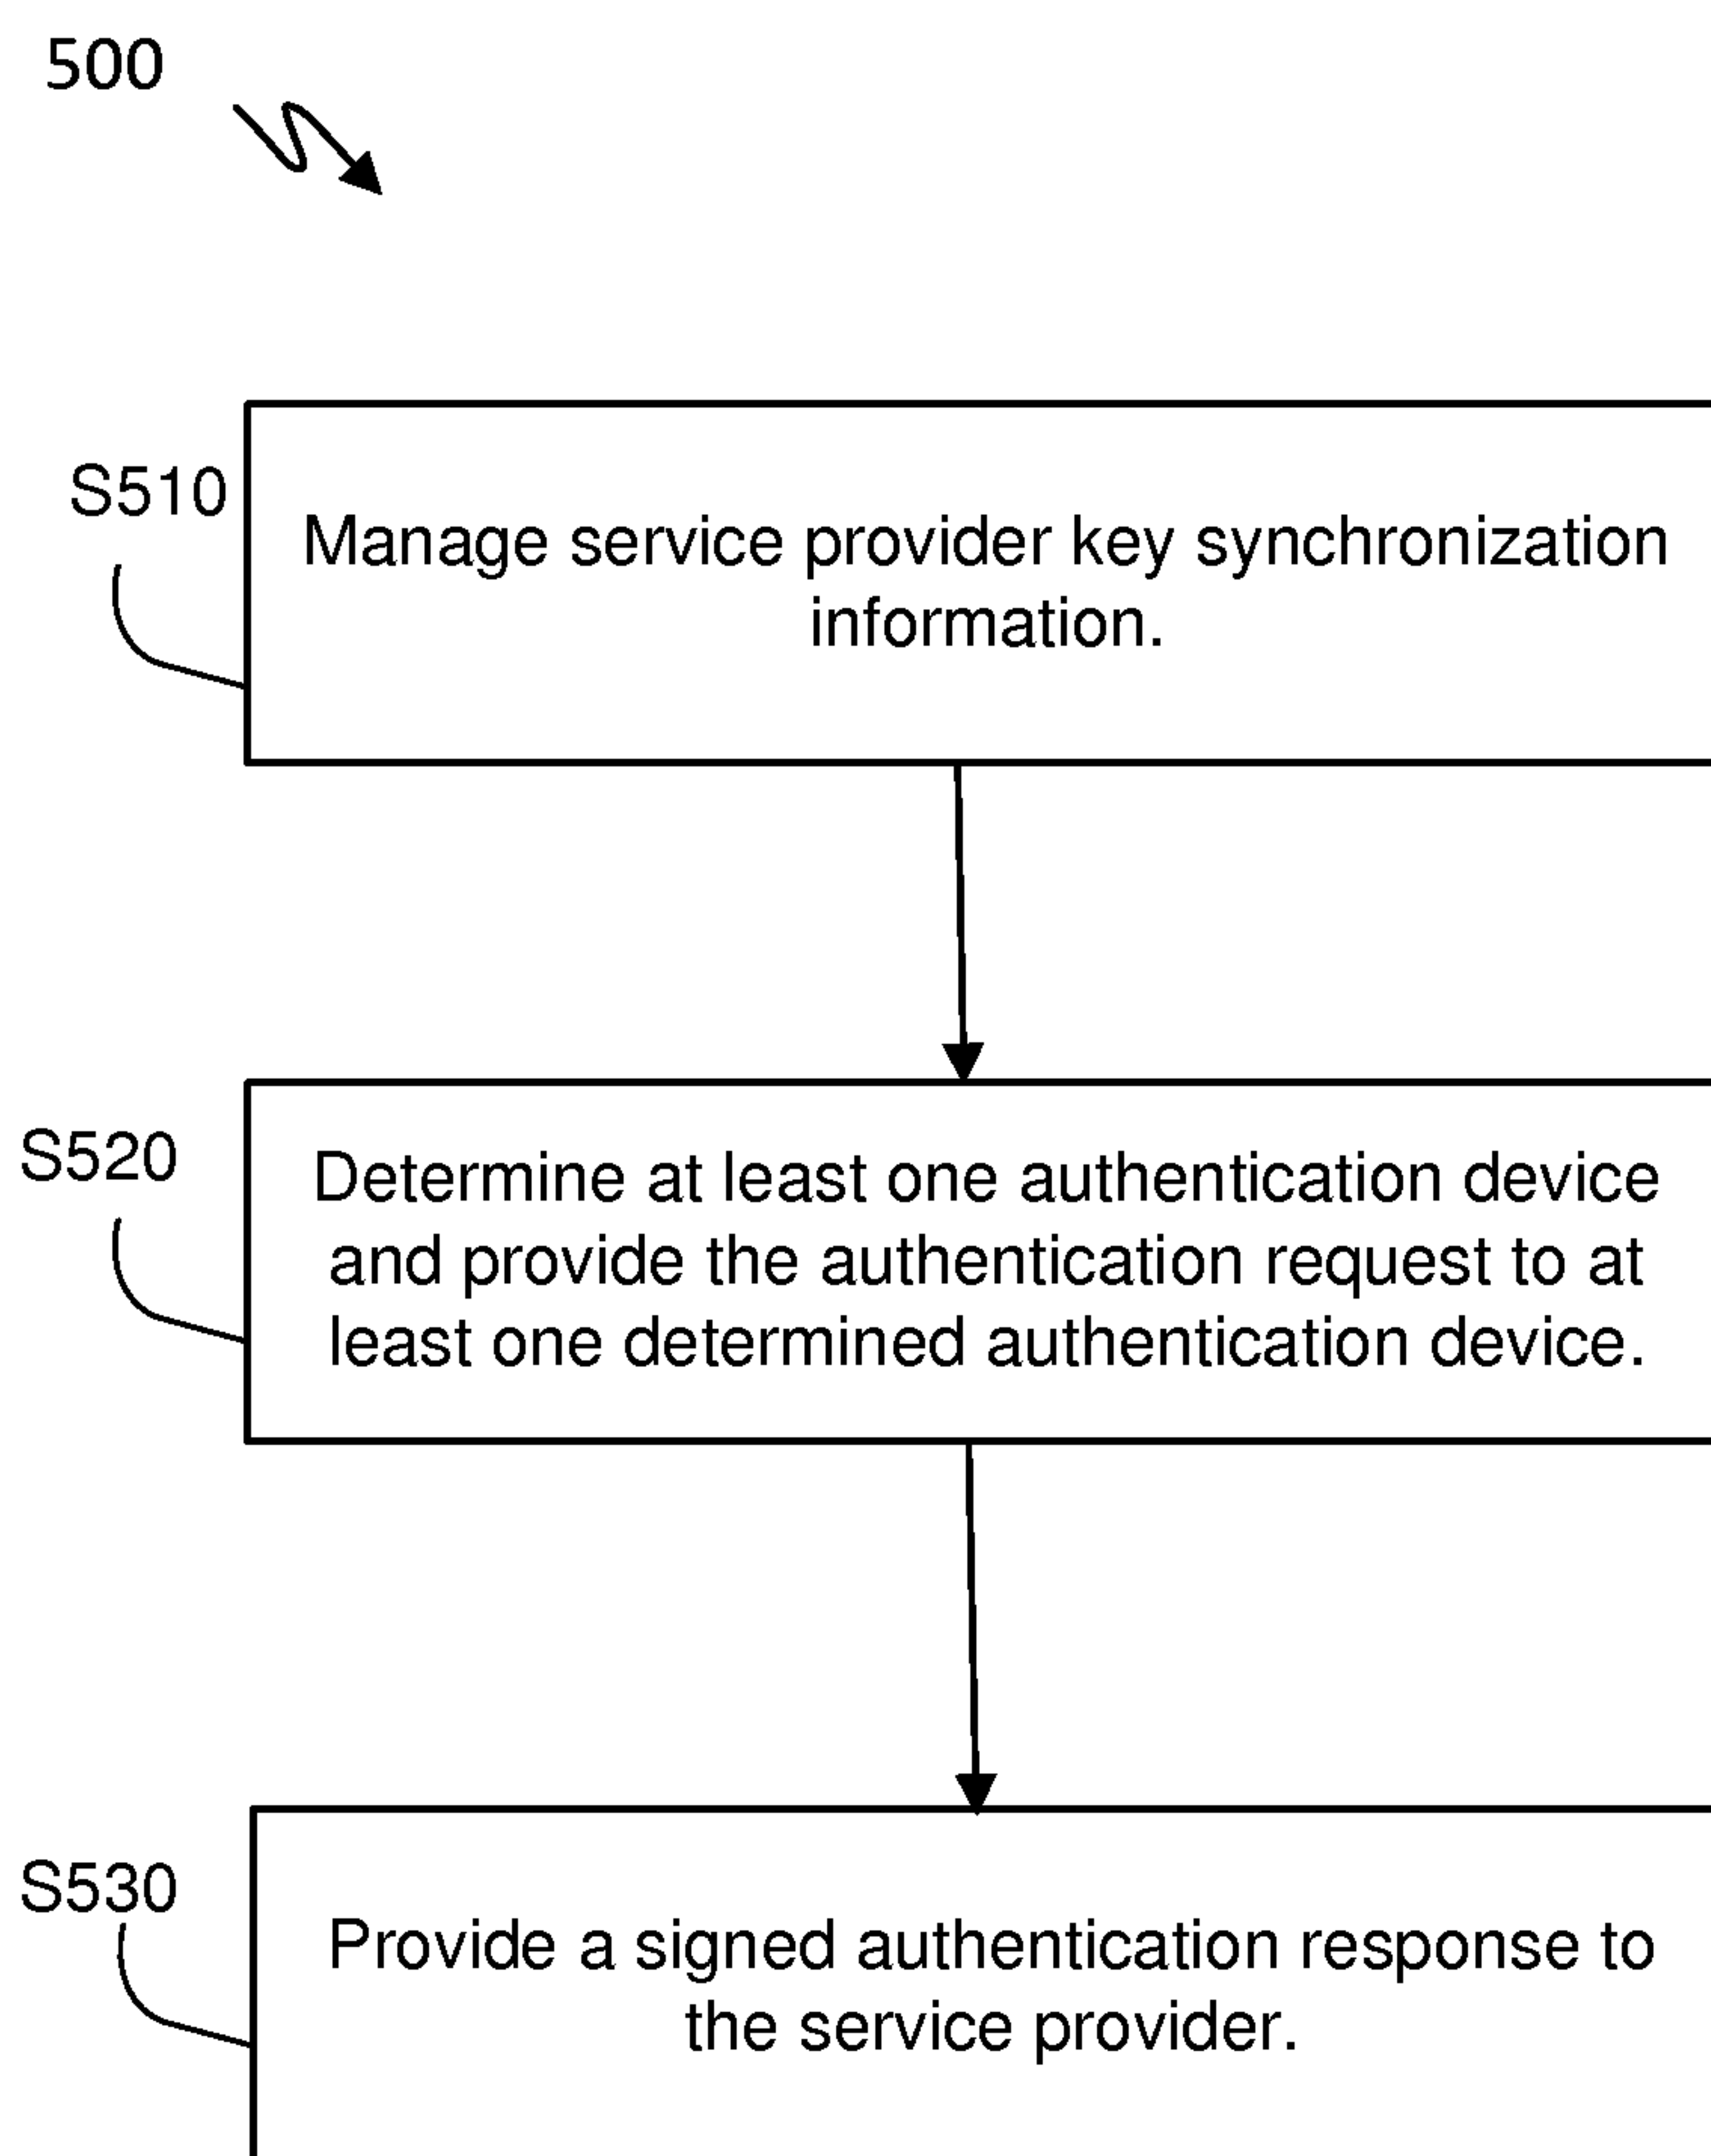 500
S510
Manage service provider key synchronization
information.
S520
Determine at least one authentication device
and provide the authentication request to at
least one determined authentication device.
S530
Provide a signed authentication response to
the service provider.